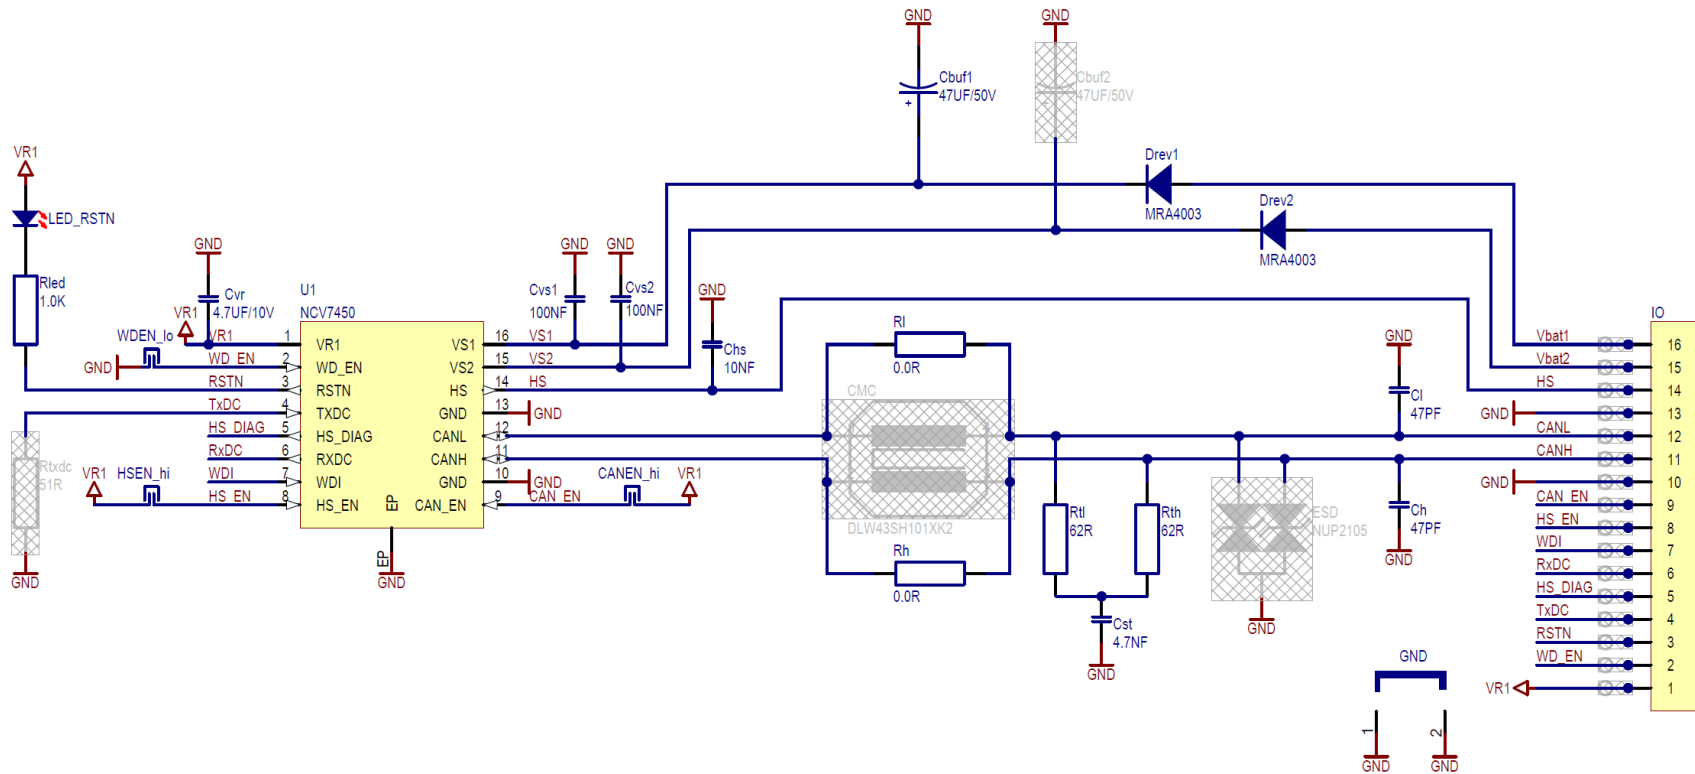 GND
GND
Cbuf1
47UF/50V
Cbuf2
47UF/50V
+
VR1
LED_RSTN
Rled
1.0K
Drev1
MRA4003
Drev2
MRA4003
GND
Cvr
4.7UF/10V
VR1
VR1
WDEN_lo
GND
WD_EN
RSTN
TxDC
HS_DIAG
RxDC
WDI
HS_EN
VR1
HSEN_hi
Rtxdc
51R
GND
U1
NCV7450
1 VR1
2 WD_EN
3 RSTN
4 TXDC
5 HS_DIAG
6 RXDC
7 WDI
8 HS_EN
VS1 16 VS1
VS2 15 VS2
HS 14 HS
GND 13 GND
CANL 12
CANH 11
GND 10 GND
CAN_EN 9 CAN_EN
EP
EP
GND
GND
GND
Cvs1
100NF
Cvs2
100NF
GND
Chs
10NF
CANEN_hi
VR1
Rl
0.0R
CMC
DLW43SH101XK2
Rh
0.0R
Rtl
62R
Rth
62R
Cst
4.7NF
GND
ESD
NUP2105
GND
GND
Cl
47PF
Ch
47PF
GND
IO
Vbat1 16
Vbat2 15
HS 14
GND 13
CANL 12
CANH 11
GND 10
CAN_EN 9
HS_EN 8
WDI 7
RxDC 6
HS_DIAG 5
TxDC 4
RSTN 3
WD_EN 2
VR1 1
GND
1 2
GND GND